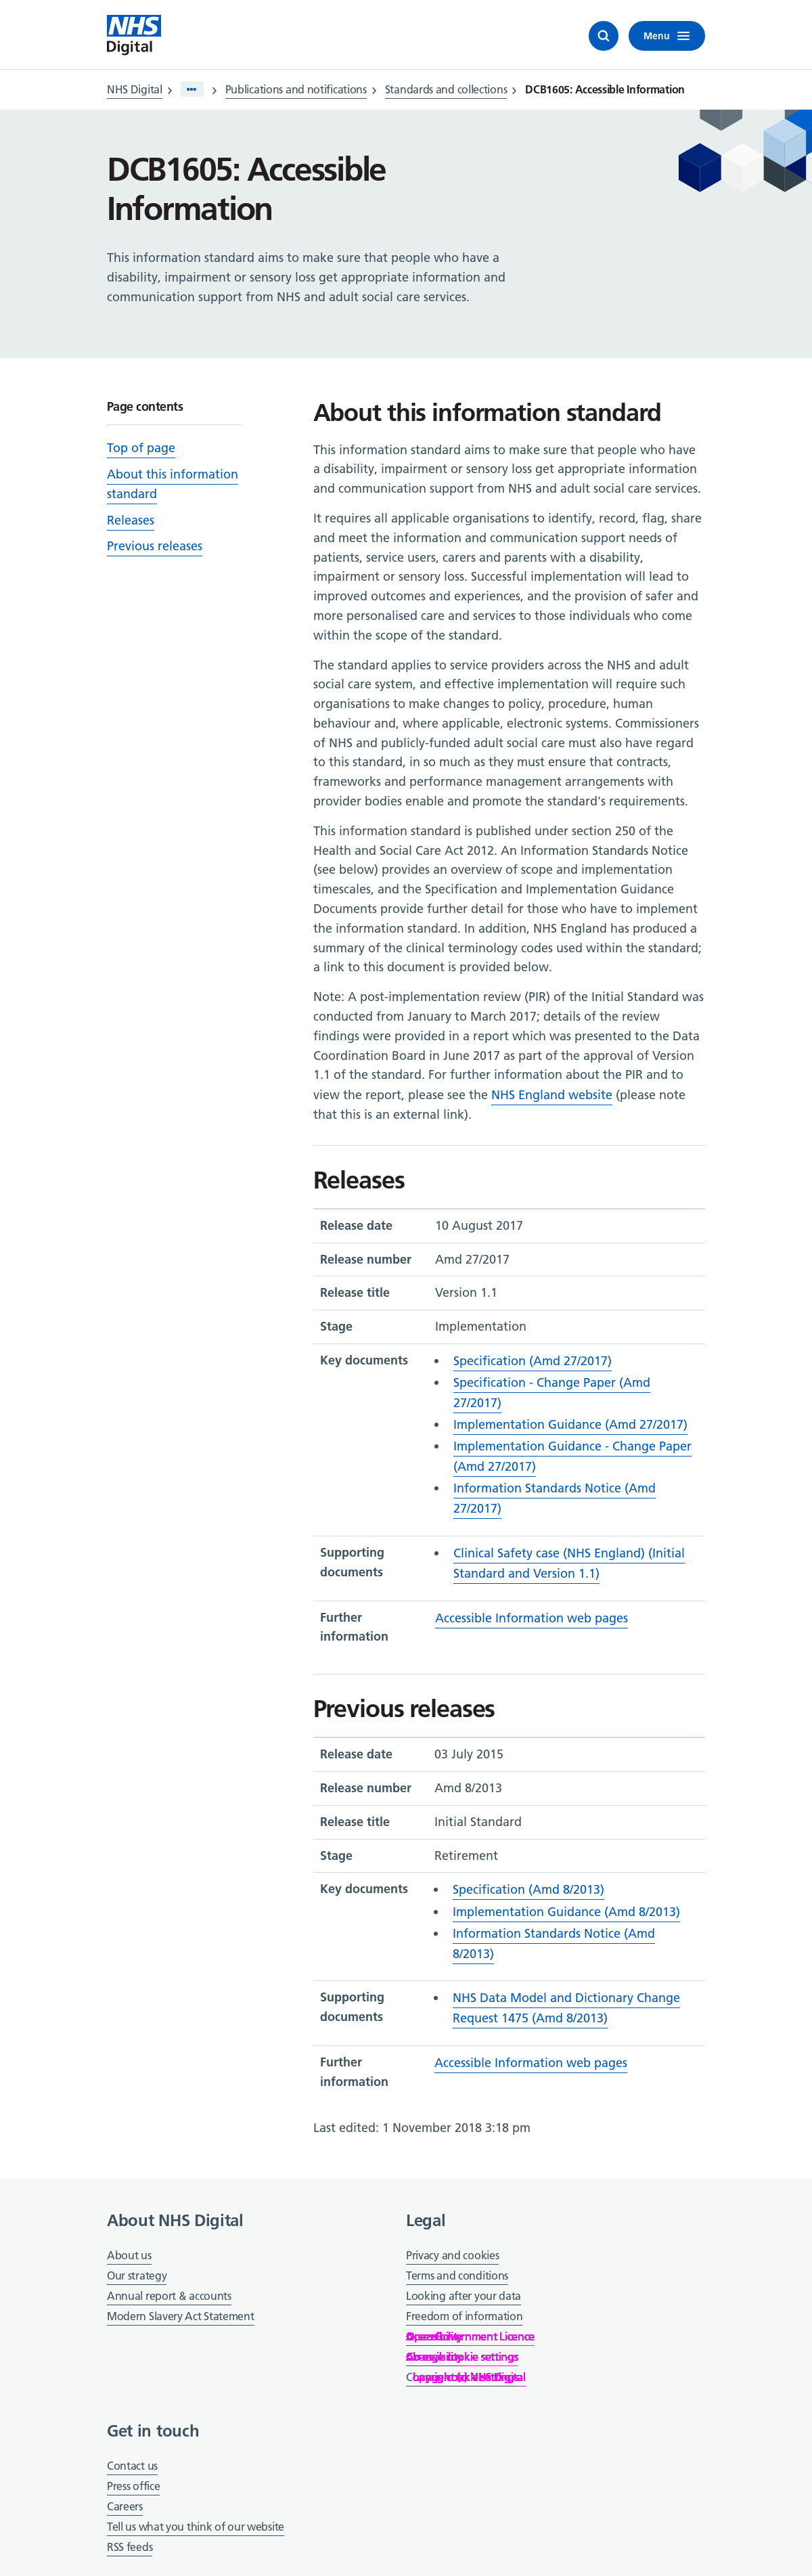 NHS
Digital
Menu
NHS Digital
Publications and notifications
Standards and collections
DCB1605: Accessible Information
DCB1605: Accessible
Information
This information standard aims to make sure that people who have a
disability, impairment or sensory loss get appropriate information and
communication support from NHS and adult social care services.
Page contents
Top of page
About this information
standard
Releases
Previous releases
About this information standard
This information standard aims to make sure that people who have
a disability, impairment or sensory loss get appropriate information
and communication support from NHS and adult social care services.
It requires all applicable organisations to identify, record, flag, share
and meet the information and communication support needs of
patients, service users, carers and parents with a disability,
impairment or sensory loss. Successful implementation will lead to
improved outcomes and experiences, and the provision of safer and
more personalised care and services to those individuals who come
within the scope of the standard.
The standard applies to service providers across the NHS and adult
social care system, and effective implementation will require such
organisations to make changes to policy, procedure, human
behaviour and, where applicable, electronic systems. Commissioners
of NHS and publicly-funded adult social care must also have regard
to this standard, in so much as they must ensure that contracts,
frameworks and performance management arrangements with
provider bodies enable and promote the standard's requirements.
This information standard is published under section 250 of the
Health and Social Care Act 2012. An Information Standards Notice
(see below) provides an overview of scope and implementation
timescales, and the Specification and Implementation Guidance
Documents provide further detail for those who have to implement
the information standard. In addition, NHS England has produced a
summary of the clinical terminology codes used within the standard;
a link to this document is provided below.
Note: A post-implementation review (PIR) of the Initial Standard was
conducted from January to March 2017; details of the review
findings were provided in a report which was presented to the Data
Coordination Board in June 2017 as part of the approval of Version
1.1 of the standard. For further information about the PIR and to
view the report, please see the NHS England website (please note
that this is an external link).
Releases
Release date 10 August 2017
Release number Amd 27/2017
Release title Version 1.1
Stage Implementation
Key documents • Specification (Amd 27/2017)
• Specification - Change Paper (Amd
27/2017)
• Implementation Guidance (Amd 27/2017)
• Implementation Guidance - Change Paper
(Amd 27/2017)
• Information Standards Notice (Amd
27/2017)
Supporting
documents
• Clinical Safety case (NHS England) (Initial
Standard and Version 1.1)
Further
information
Accessible Information web pages
Previous releases
Release date 03 July 2015
Release number Amd 8/2013
Release title Initial Standard
Stage Retirement
Key documents • Specification (Amd 8/2013)
• Implementation Guidance (Amd 8/2013)
• Information Standards Notice (Amd
8/2013)
Supporting
documents
• NHS Data Model and Dictionary Change
Request 1475 (Amd 8/2013)
Further
information
Accessible Information web pages
Last edited: 1 November 2018 3:18 pm
About NHS Digital
About us
Our strategy
Annual report & accounts
Modern Slavery Act Statement
Legal
Privacy and cookies
Terms and conditions
Looking after your data
Freedom of information
Licence
settings
Get in touch
Contact us
Press office
Careers
Tell us what you think of our website
RSS feeds